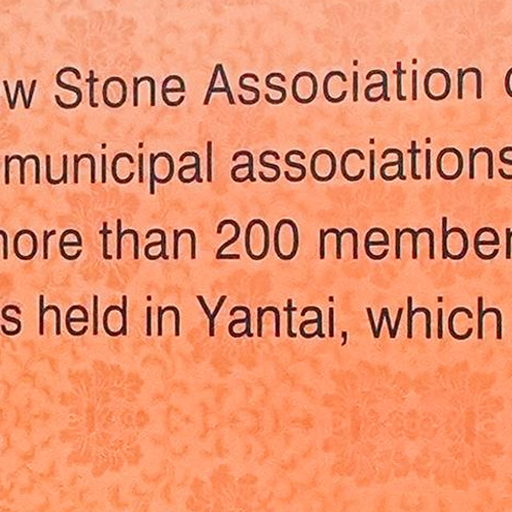 w Stone Association
municipal associations
more than 200 member
s held in Yantai, which